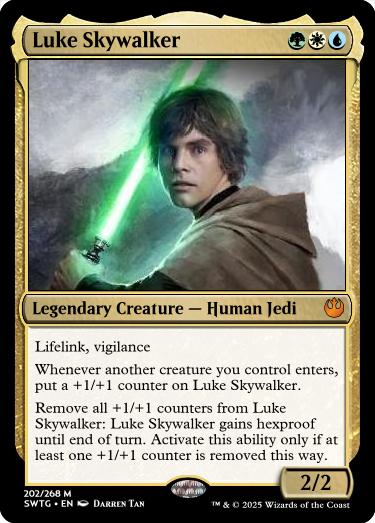 Luke Skywalker
Legendary Creature — Human Jedi
Lifelink, vigilance
Whenever another creature you control enters,
put a +1/+1 counter on Luke Skywalker.
Remove all +1/+1 counters from Luke
Skywalker: Luke Skywalker gains hexproof
until end of turn. Activate this ability only if at
least one +1/+1 counter is removed this way.
2/2
202/268 M
SWTG • EN DARREN TAN
™ & © 2025 Wizards of the Coast